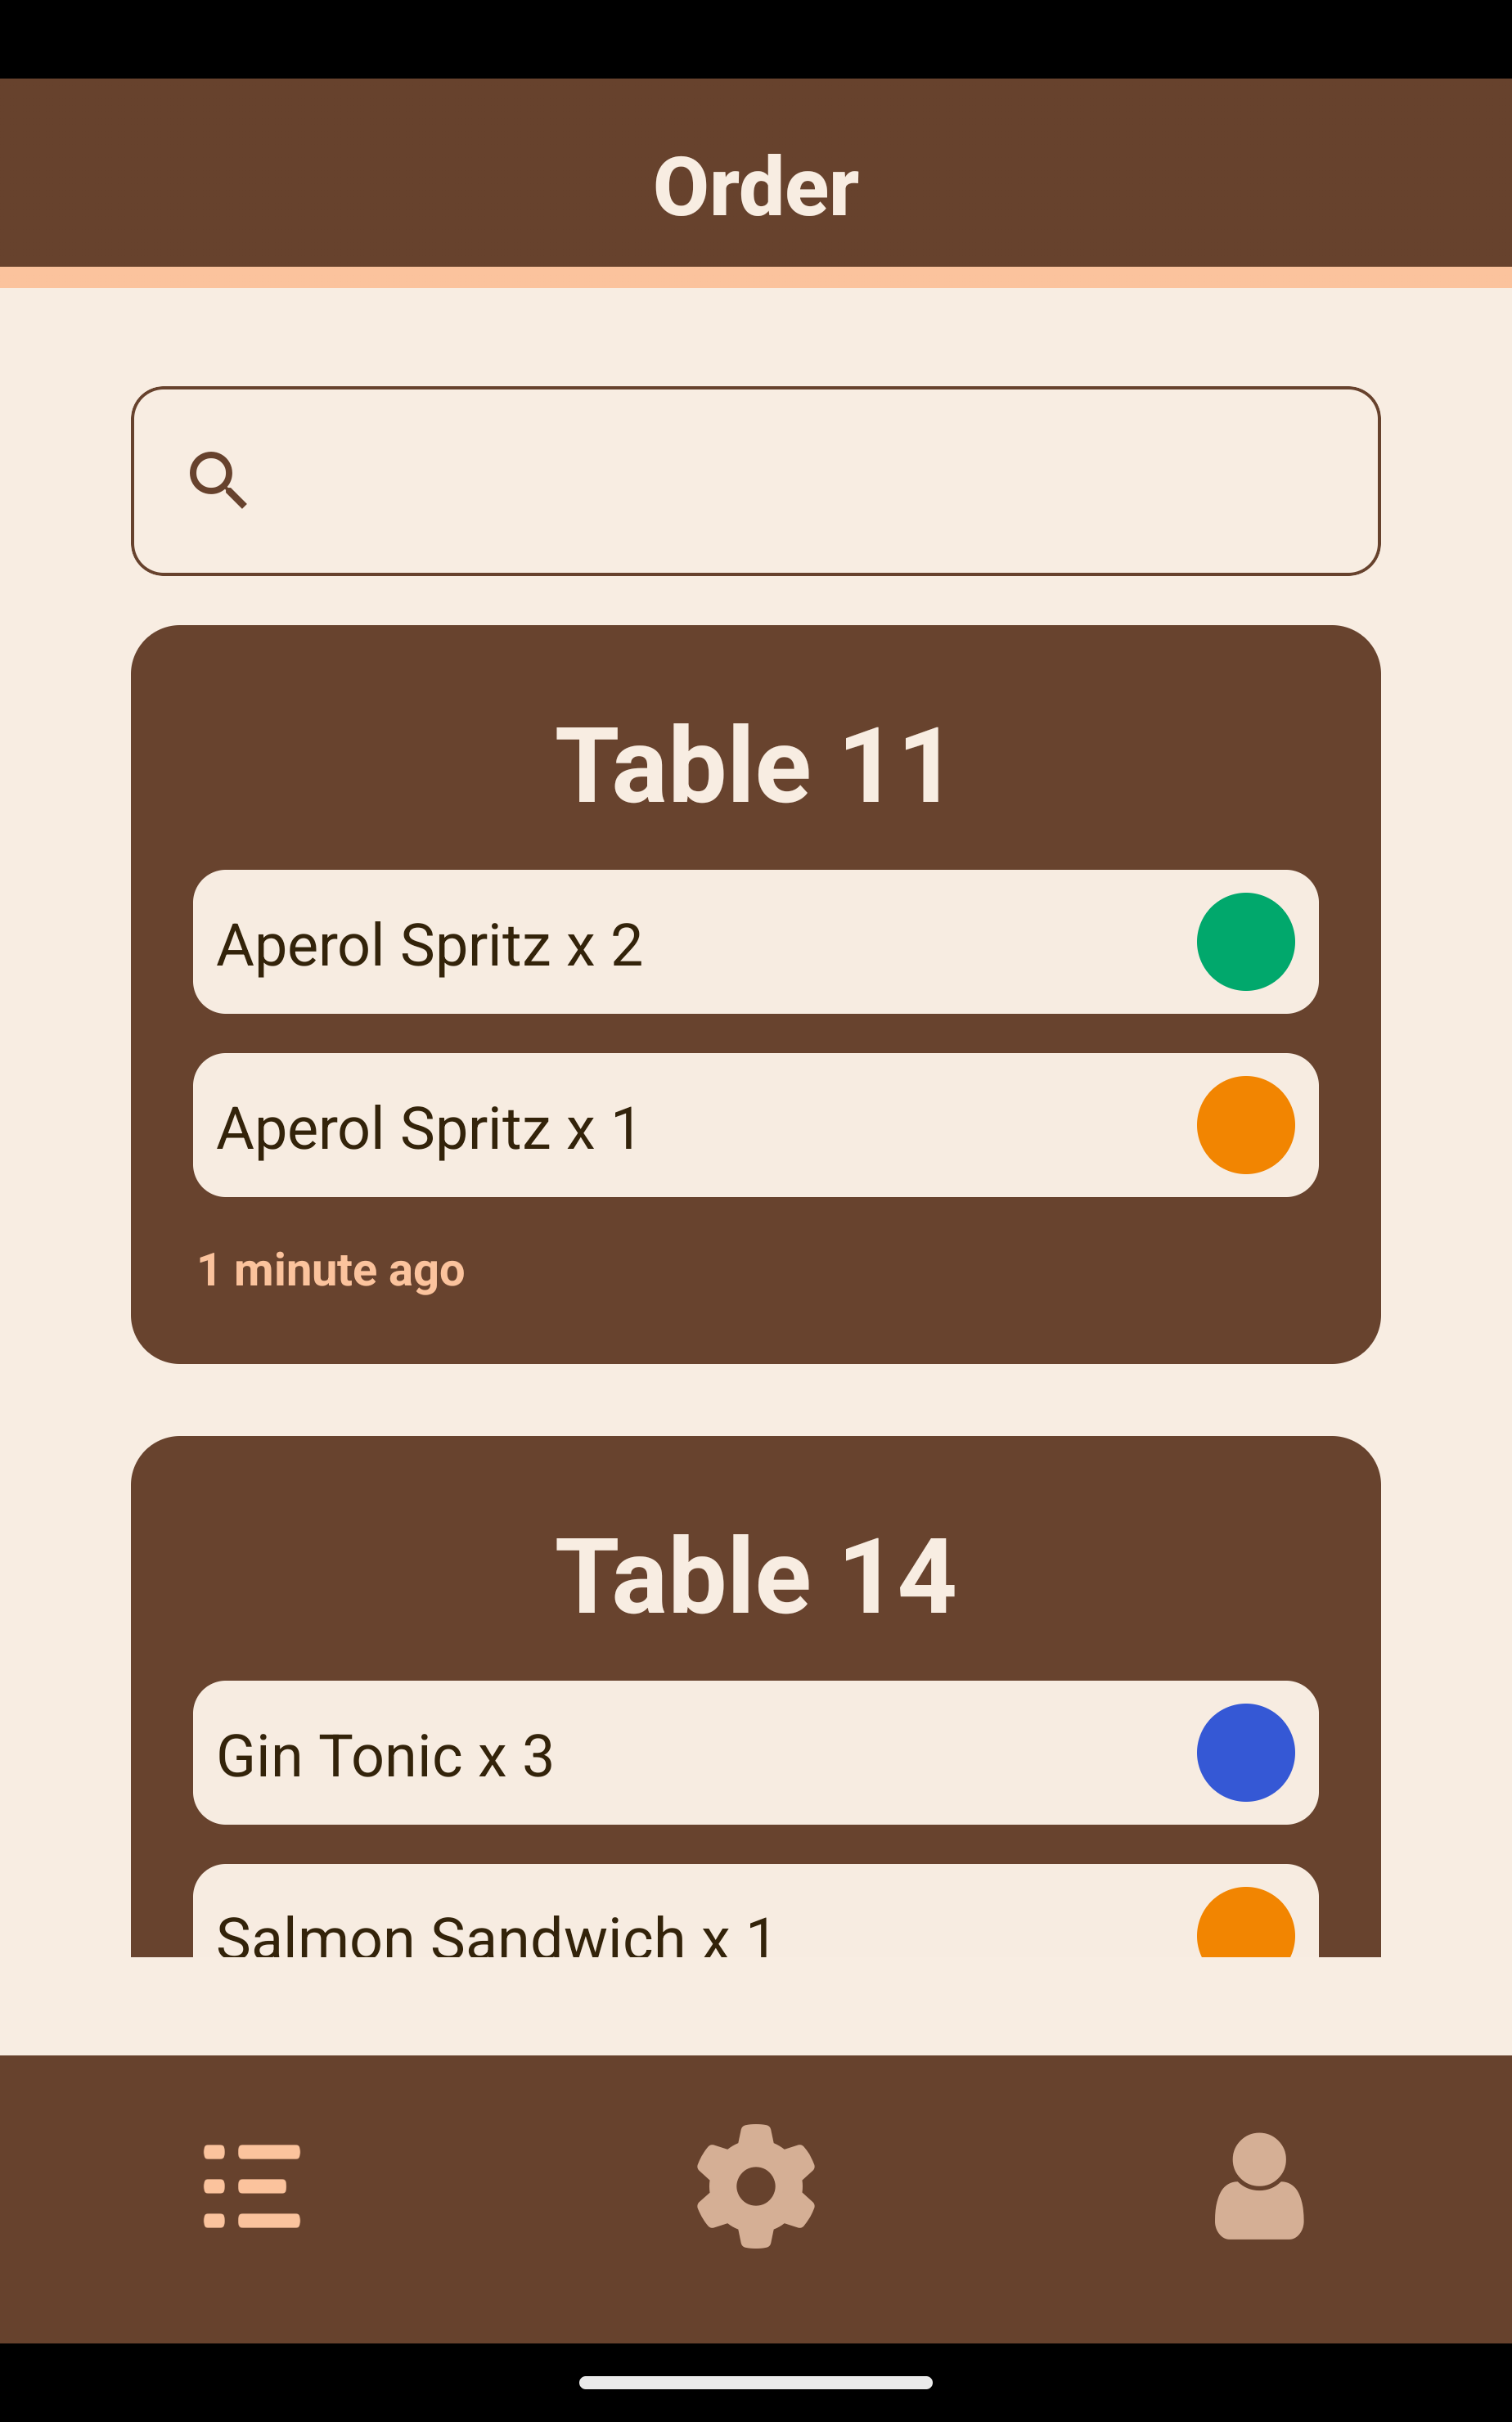 Order
Table 11
Aperol Spritz x 2
Aperol Spritz x 1
1 minute ago
Table 14
Gin Tonic x 3
Salmon Sandwich x 1